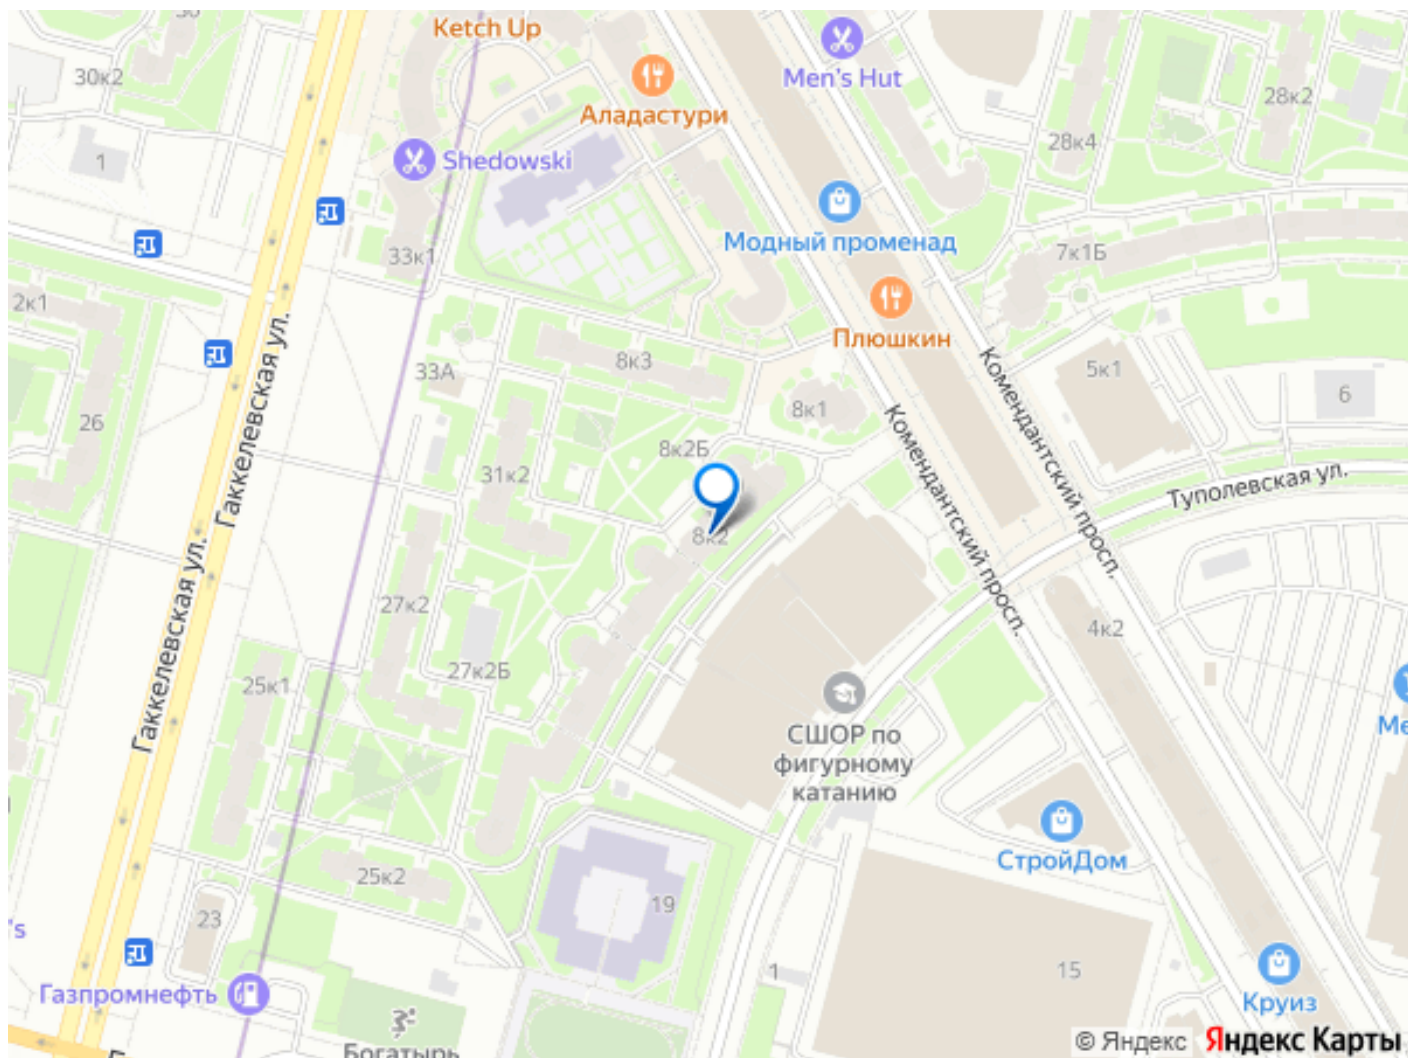 Ketch Up
30к2
Men's Hut
28к2
Аладастури
28к4
1
Shedowski
Модный променад
33к1
7к1Б
2к1
Плюшкин
8к3
33А
5к1
6
8к1
26
Гаккелевская ул.
Комендантский просп.
Комендантский просп.
8к2Б
31к2
Туполевская ул.
8к2
Гаккелевская ул.
27к2
4к2
27к2Б
25к1
СШОР по
фигурному
катанию
СтройДом
25к2
19
23
15
1
Газпромнефть
Круиз
Богатырь
© Яндекс Яндекс Карты